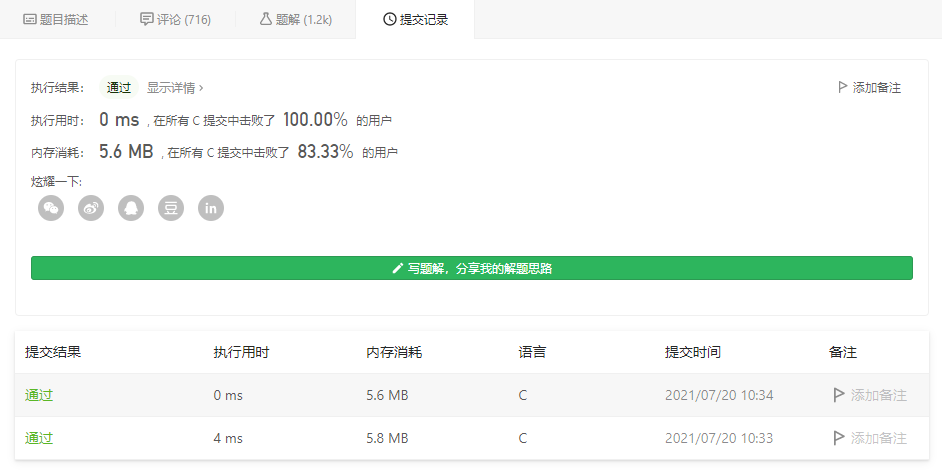 题目描述 评论 (716) 题解 (1.2k) 提交记录
执行结果： 通过 显示详情 › 添加备注
执行用时： 0 ms , 在所有 C 提交中击败了 100.00% 的用户
内存消耗： 5.6 MB , 在所有 C 提交中击败了 83.33% 的用户
炫耀一下:
豆 in
写题解，分享我的解题思路
提交结果 执行用时 内存消耗 语言 提交时间 备注
通过 0 ms 5.6 MB C 2021/07/20 10:34 添加备注
通过 4 ms 5.8 MB C 2021/07/20 10:33 添加备注